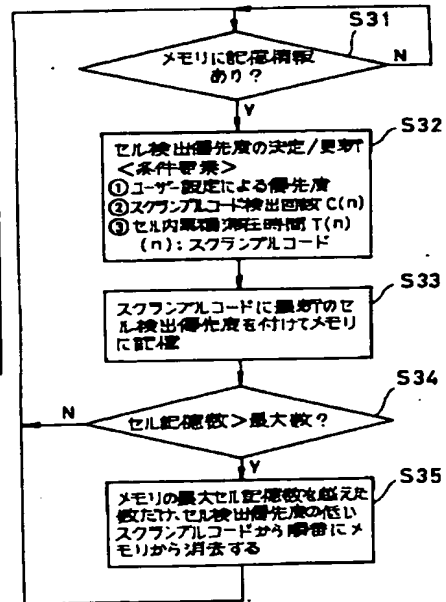 S31
メモリに記憶情報
あり?
N
Y
S32
セル検出優先度の決定/更新
<条件要素>
①ユーザー設定による優先度
②スクランブルコード検出回数 C(n)
③セル内累積滞在時間 T(n)
(n):スクランブルコード
S33
スクランブルコードに最新のセ
ル検出優先度を付けてメモリ
に記憶
S34
N
セル記憶数>最大数?
Y
S35
メモリの最大セル記憶数を越えた
数だけ、セル検出優先度の低い
スクランブルコードから順番にメ
モリから消去する